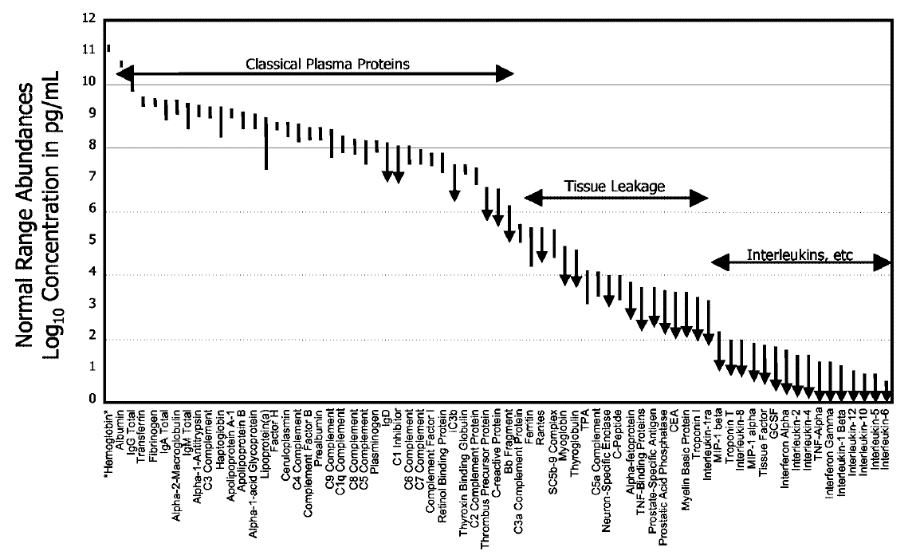 Normal Range Abundances
Log10 Concentration in pg/mL
12
11
10
9
8
7
6
5
4
3
2
1
0
Classical Plasma Proteins
Tissue Leakage
Interleukins, etc
*Hemoglobin*
Albumin
IgG Total
Transferrin
Fibrinogen
IgA Total
Alpha-2-Macroglobulin
IgM Total
Alpha-1-Antitrypsin
C3 Complement
Haptoglobin
Apolipoprotein A-1
Apolipoprotein B
Alpha-1-acid Glycoprotein
Lipoprotein(a)
Factor H
Ceruloplasmin
C4 Complement
Complement Factor B
Prealbumin
C9 Complement
C1q Complement
C8 Complement
C5 Complement
Plasminogen
IgD
C1 Inhibitor
C6 Complement
C7 Complement
Complement Factor I
Retinol Binding Protein
iC3b
Thyroxin Binding Globulin
C2 Complement Protein
Thrombus Precursor Protein
C-reactive Protein
Bb Fragment
C3a Complement Protein
Ferritin
Rantes
SC5b-9 Complex
Myoglobin
Thyroglobulin
TPA
C5a Complement
Neuron-Specific Enolase
C-Peptide
Alpha-fetoprotein
TNF-Binding Proteins
Prostate-Specific Antigen
Prostatic Acid Phosphatase
CEA
Myelin Basic Protein
Troponin I
Interleukin-1ra
MIP-1 beta
Troponin T
Interleukin-8
MIP-1 alpha
Tissue Factor
GCSF
Interferon Alpha
Interleukin-2
Interleukin-4
TNF-Alpha
Interferon Gamma
Interleukin-1 Beta
Interleukin-12
Interleukin-10
Interleukin-5
Interleukin-6